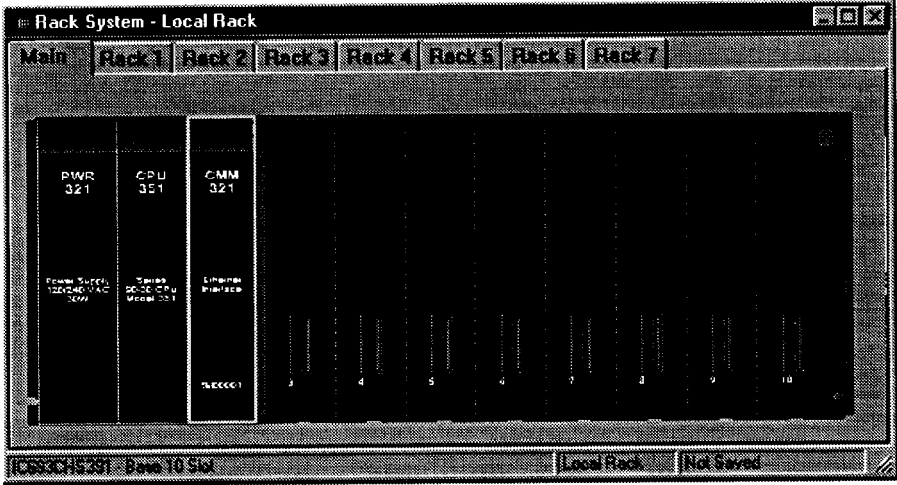 Rack System - Local Rack
Main Rack 1 Rack 2 Rack 3 Rack 4 Rack 5 Rack 6 Rack 7
PWR CPU CMM
321 351 321
Power Supply Series Ethernet
120/240 VAC 90-30 CPU Interface
30W Model 351
3 4 5 6 7 8 9 10
IC693CHS391 - Base 10 Slot Local Rack Not Saved